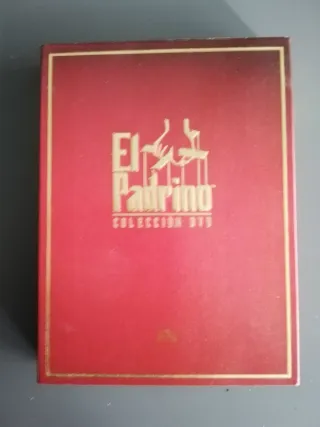 El
Padrino
COLECCIÓN DVD